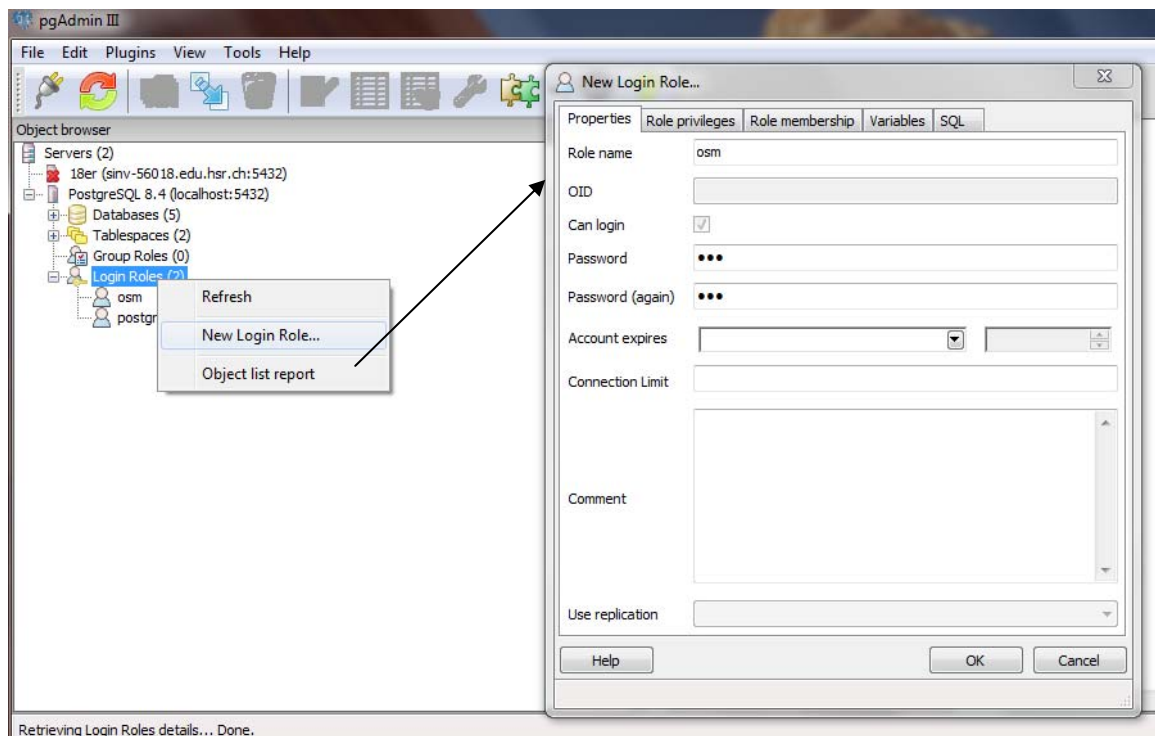 pgAdmin III
File Edit Plugins View Tools Help
Object browser
Servers (2)
18er (sinv-56018.edu.hsr.ch:5432)
PostgreSQL 8.4 (localhost:5432)
Databases (5)
Tablespaces (2)
Group Roles (0)
Login Roles (2)
osm
postgr
Refresh
New Login Role...
Object list report
New Login Role...
Properties Role privileges Role membership Variables SQL
Role name osm
OID
Can login
Password •••
Password (again) •••
Account expires
Connection Limit
Comment
Use replication
Help OK Cancel
Retrieving Login Roles details... Done.